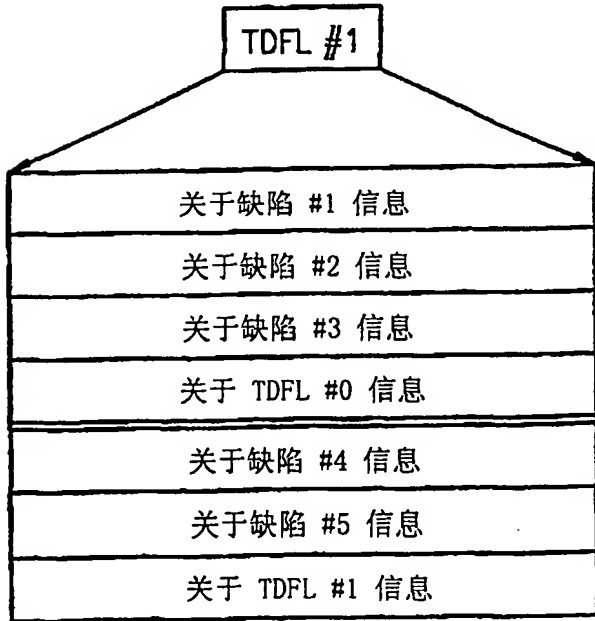 TDFL #1
关于缺陷 #1 信息
关于缺陷 #2 信息
关于缺陷 #3 信息
关于 TDFL #0 信息
关于缺陷 #4 信息
关于缺陷 #5 信息
关于 TDFL #1 信息